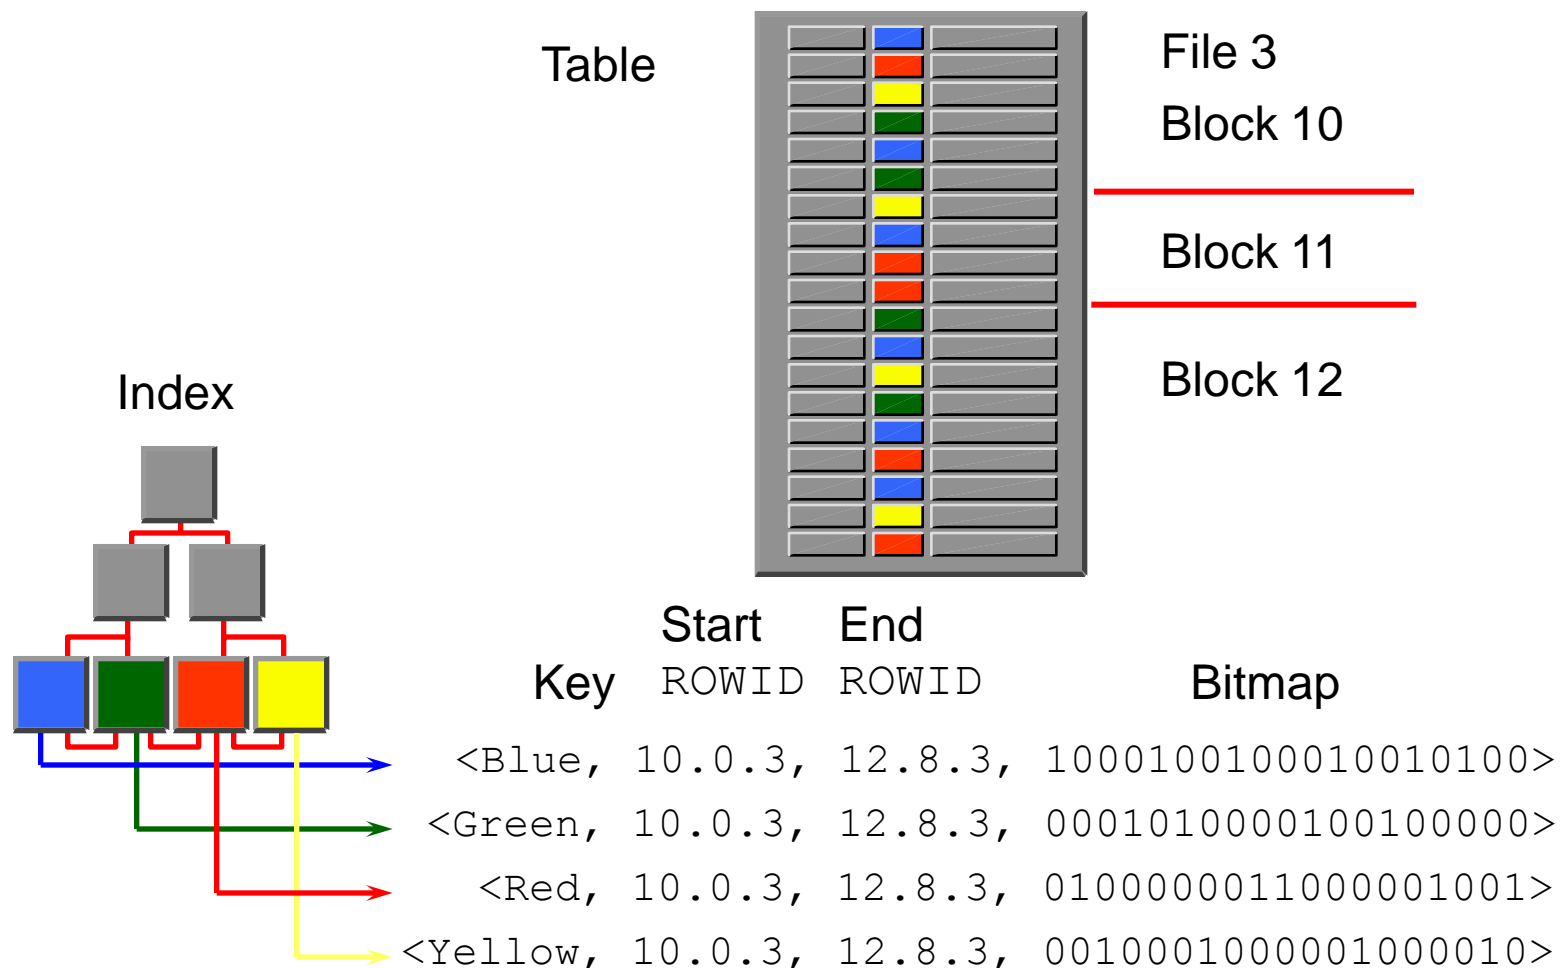 Table
File 3
Block 10
Block 11
Block 12
Index
Start End
Key ROWID ROWID Bitmap
<Blue, 10.0.3, 12.8.3, 1000100100010010100>
<Green, 10.0.3, 12.8.3, 0001010000100100000>
<Red, 10.0.3, 12.8.3, 0100000011000001001>
<Yellow, 10.0.3, 12.8.3, 0010001000001000010>